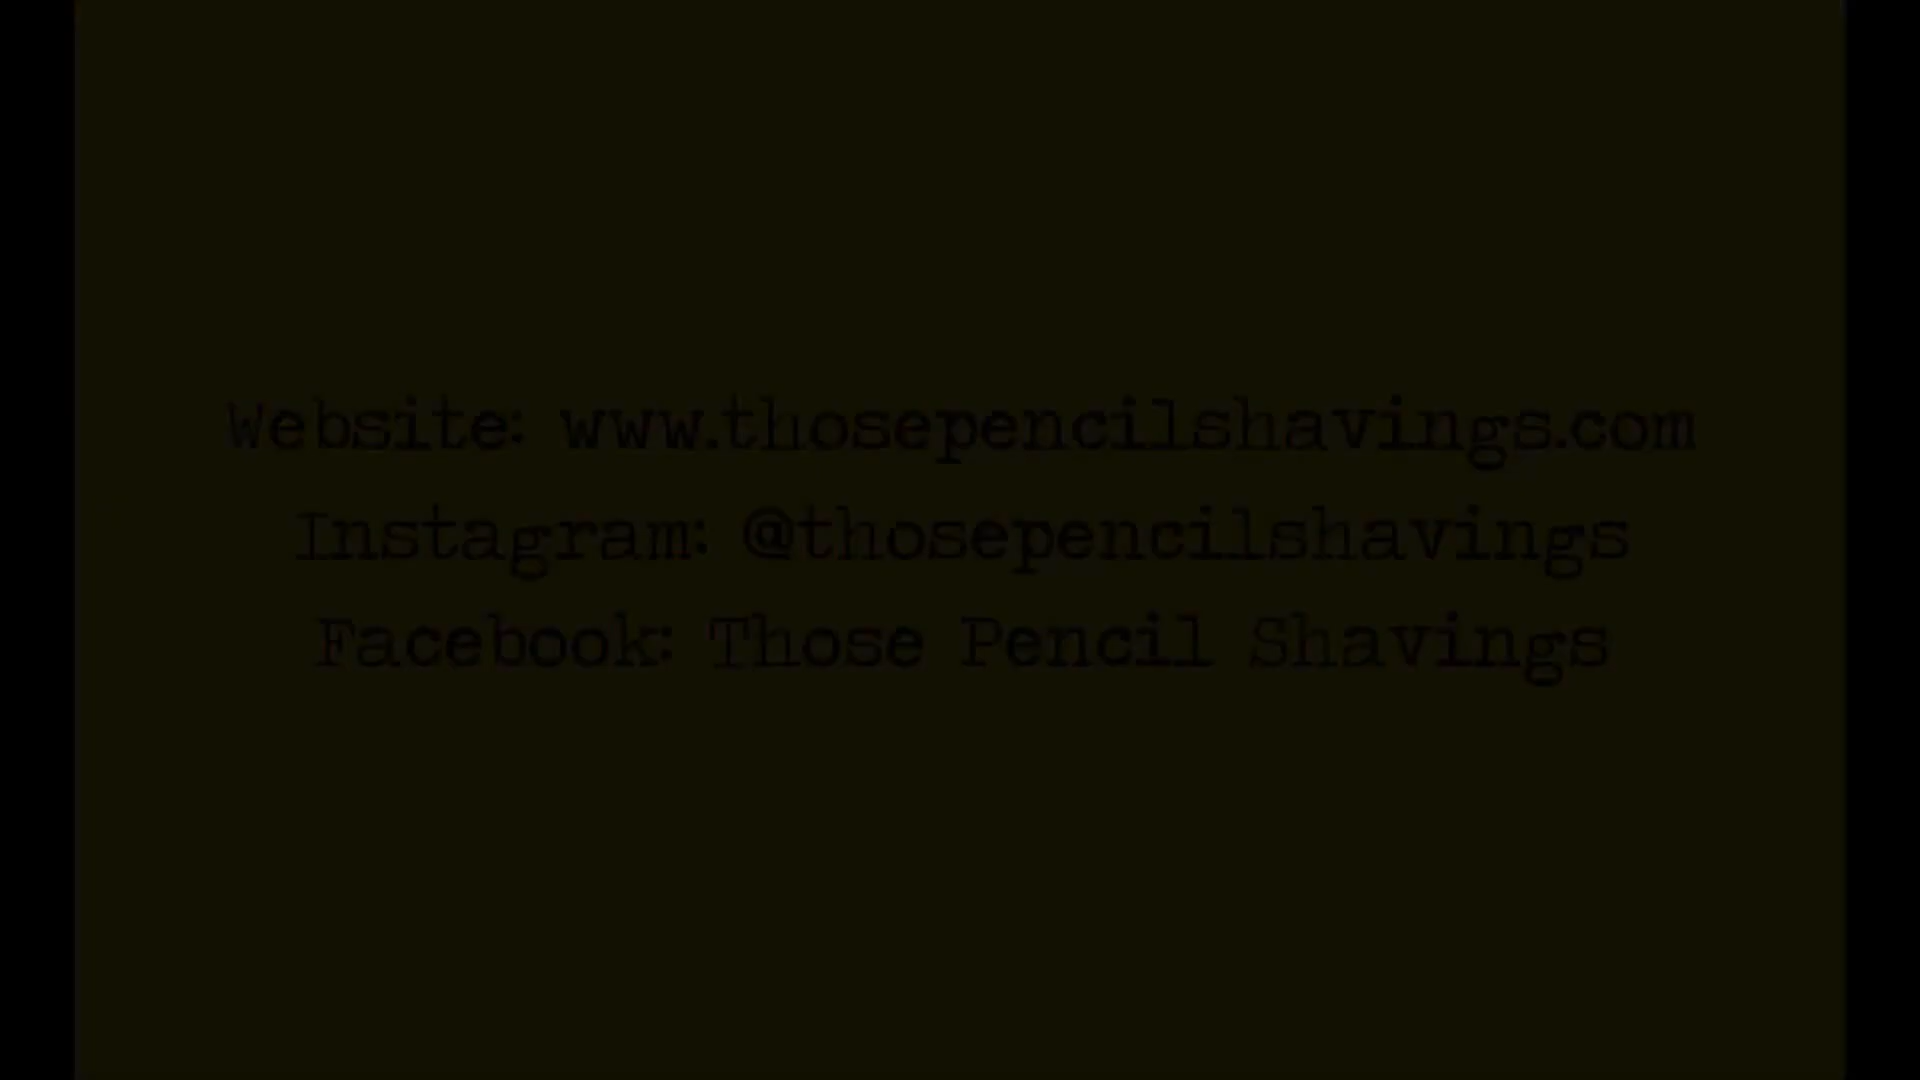 Website: www.thosepencilshavings.com
Instagram: @thosepencilshavings
Facebook: Those Pencil Shavings